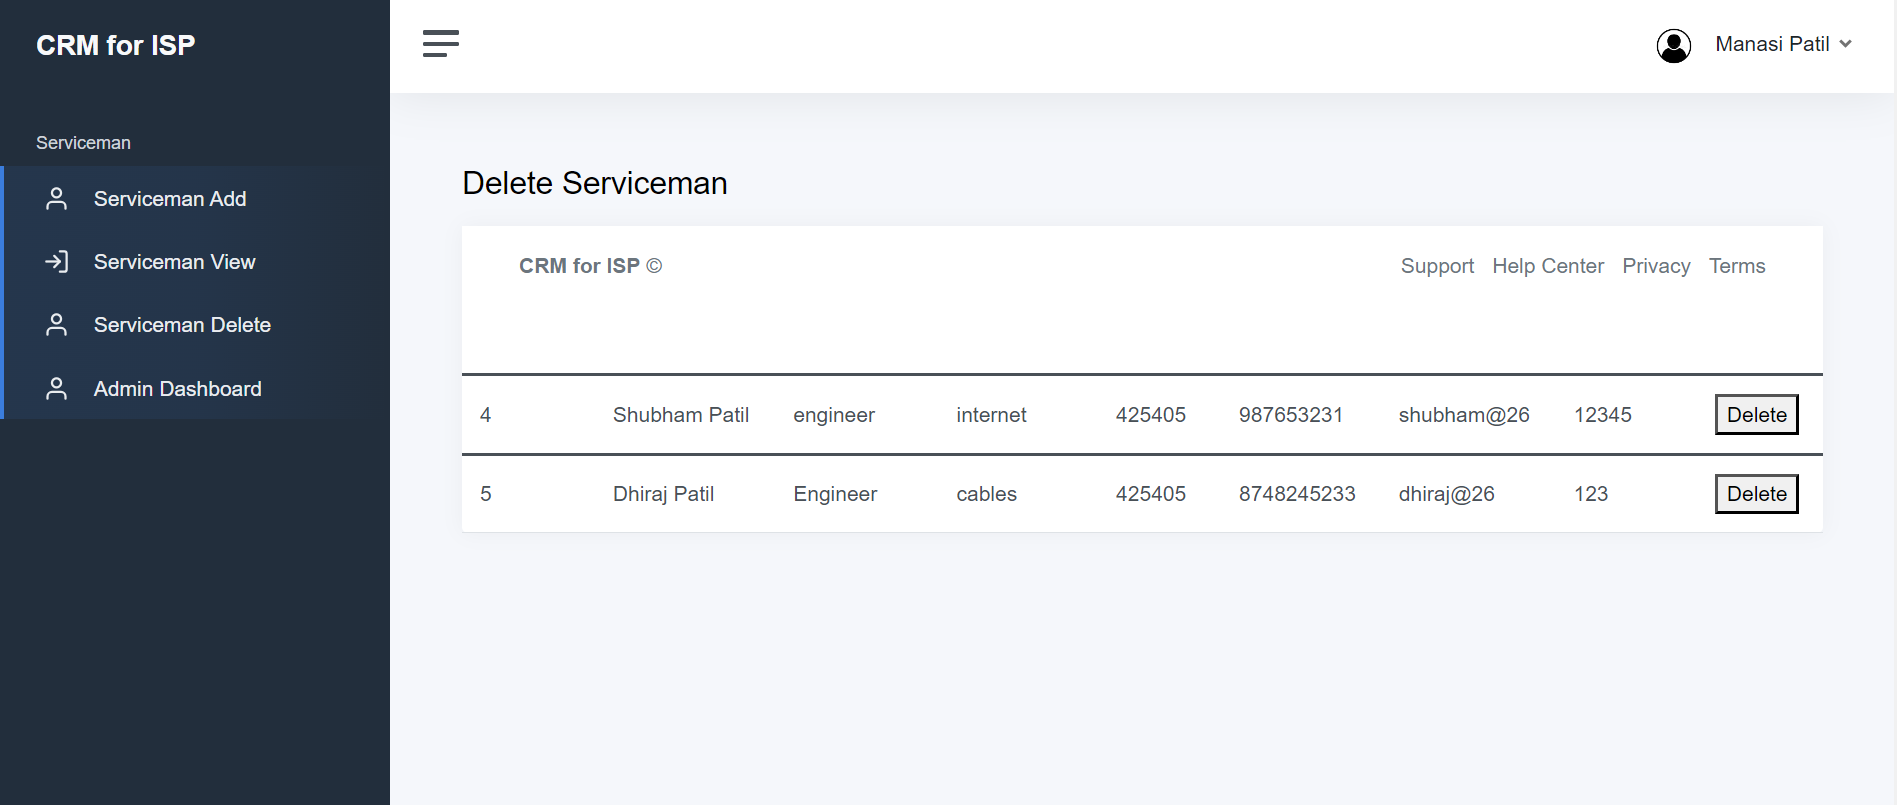 CRM for ISP
Manasi Patil
Serviceman
Serviceman Add
Serviceman View
Serviceman Delete
Admin Dashboard
Delete Serviceman
CRM for ISP © Support Help Center Privacy Terms
4 Shubham Patil engineer internet 425405 987653231 shubham@26 12345 Delete
5 Dhiraj Patil Engineer cables 425405 8748245233 dhiraj@26 123 Delete